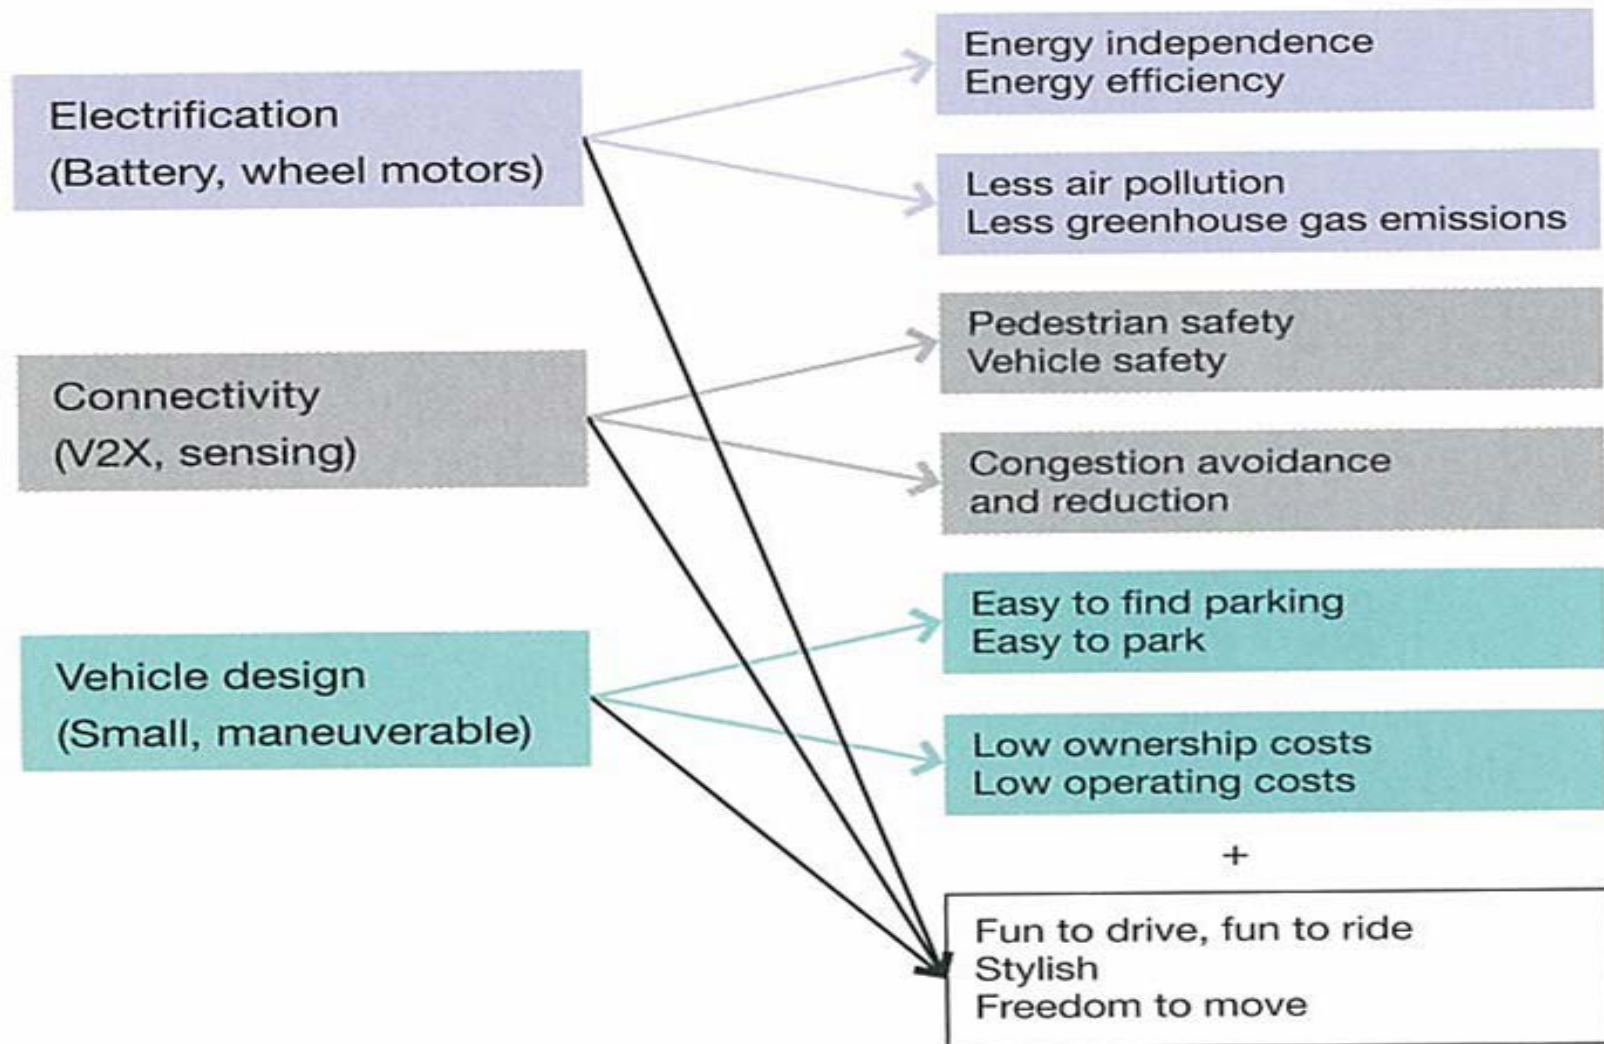 Electrification
(Battery, wheel motors)
Connectivity
(V2X, sensing)
Vehicle design
(Small, maneuverable)
Energy independence
Energy efficiency
Less air pollution
Less greenhouse gas emissions
Pedestrian safety
Vehicle safety
Congestion avoidance
and reduction
Easy to find parking
Easy to park
Low ownership costs
Low operating costs
+
Fun to drive, fun to ride
Stylish
Freedom to move